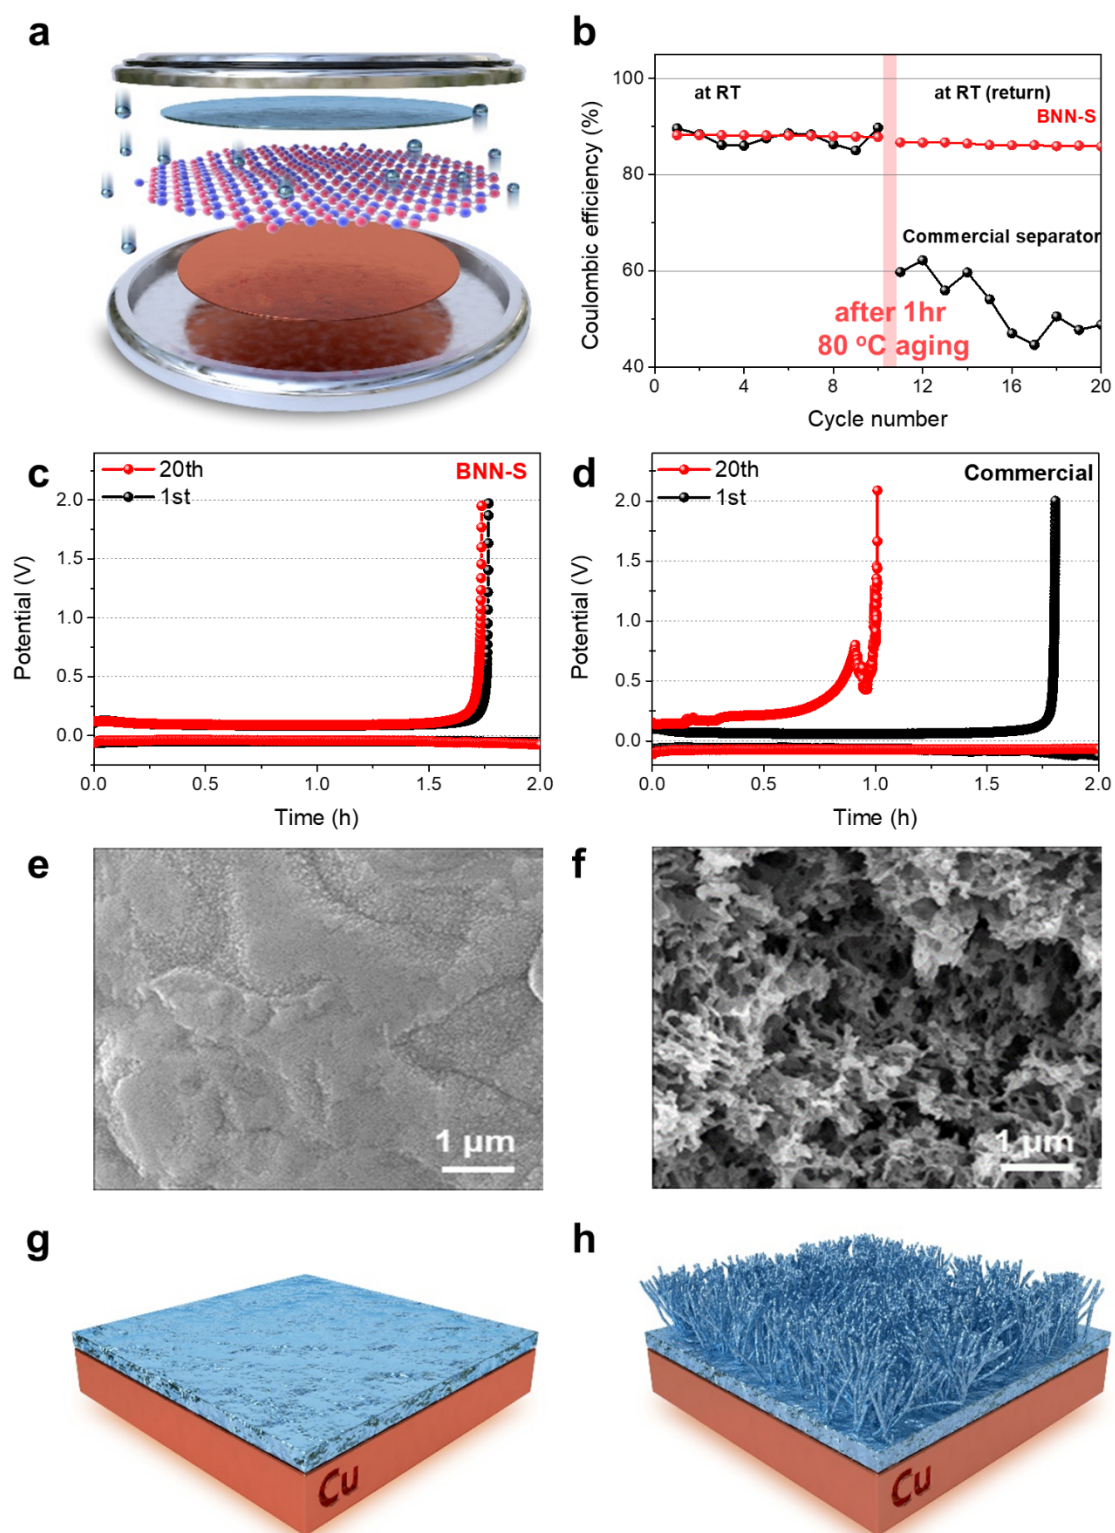 a
b
100
80
60
40
0
4
8
12
16
20
Coulombic efficiency (%)
Cycle number
at RT
at RT (return)
BNN-S
Commercial separator
after 1hr
80 °C aging
c
20th
1st
BNN-S
2.0
1.5
1.0
0.5
0.0
0.0
0.5
1.0
1.5
2.0
Potential (V)
Time (h)
d
20th
1st
Commercial
2.0
1.5
1.0
0.5
0.0
0.0
0.5
1.0
1.5
2.0
Potential (V)
Time (h)
e
1 μm
f
1 μm
g
Cu
h
Cu